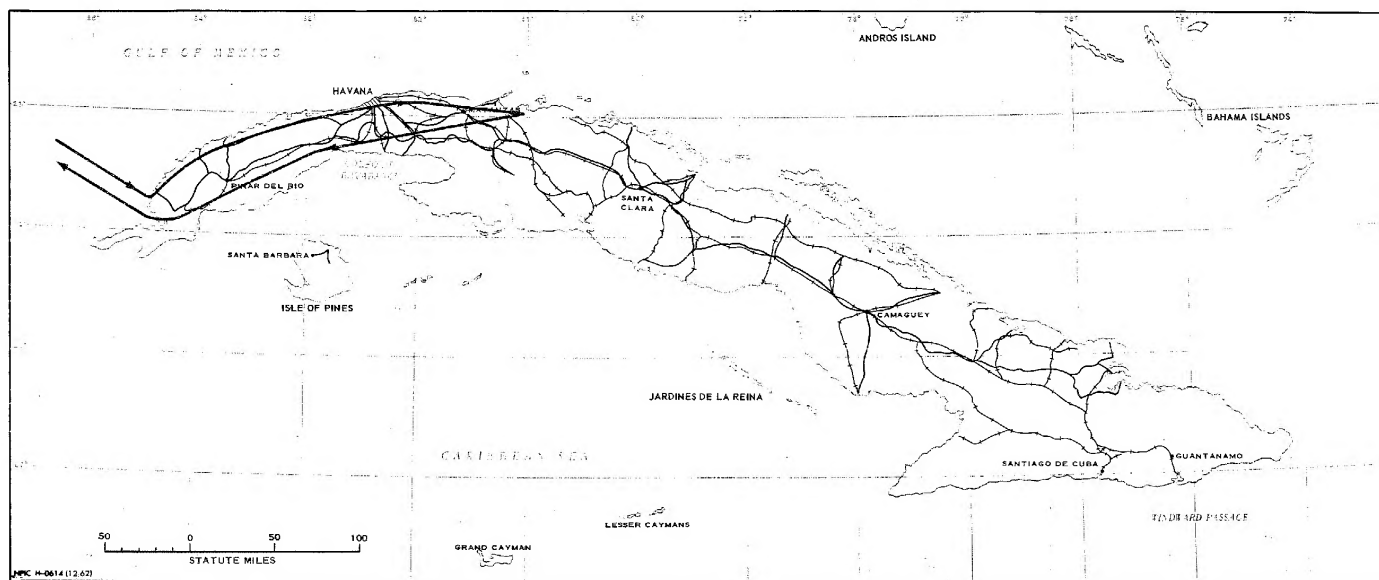 ANDROS ISLAND
GULF OF MEXICO
HAVANA
BAHAMA ISLANDS
PINAR DEL RIO
SANTA
CLARA
SANTA BARBARA
ISLE OF PINES
CAMAGUEY
JARDINES DE LA REINA
CARIBBEAN SEA
SANTIAGO DE CUBA
GUANTANAMO
WINDWARD PASSAGE
LESSER CAYMANS
GRAND CAYMAN
50 0 50 100
STATUTE MILES
NPIC H-0614 (12,62)